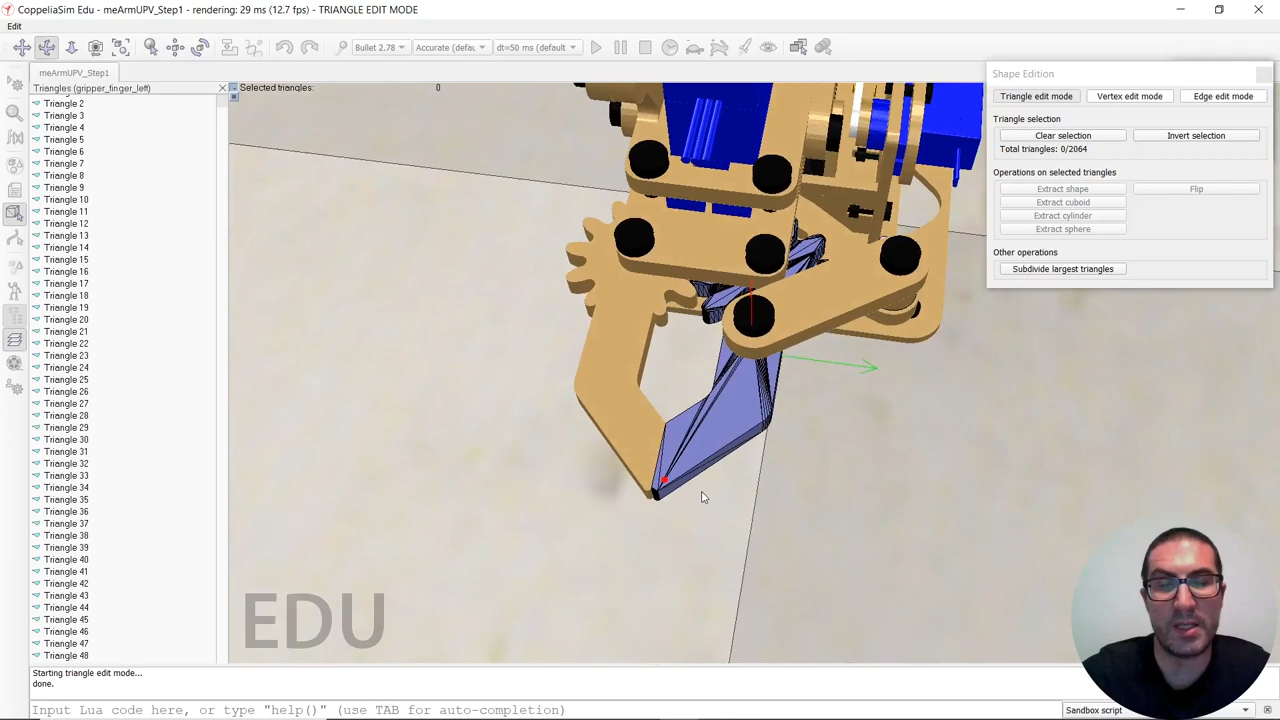 CoppeliaSim Edu - meArmUPV_Step1 - rendering: 29 ms (12.7 fps) - TRIANGLE EDIT MODE
Edit
Bullet 2.78
Accurate (defau
dt=50 ms (default)
meArmUPV_Step1
Triangles (gripper_finger_left)
Selected triangles:
0
Triangle 2
Triangle 3
Triangle 4
Triangle 5
Triangle 6
Triangle 7
Triangle 8
Triangle 9
Triangle 10
Triangle 11
Triangle 12
Triangle 13
Triangle 14
Triangle 15
Triangle 16
Triangle 17
Triangle 18
Triangle 19
Triangle 20
Triangle 21
Triangle 22
Triangle 23
Triangle 24
Triangle 25
Triangle 26
Triangle 27
Triangle 28
Triangle 29
Triangle 30
Triangle 31
Triangle 32
Triangle 33
Triangle 34
Triangle 35
Triangle 36
Triangle 37
Triangle 38
Triangle 39
Triangle 40
Triangle 41
Triangle 42
Triangle 43
Triangle 44
Triangle 45
Triangle 46
Triangle 47
Triangle 48
EDU
Shape Edition
Triangle edit mode
Vertex edit mode
Edge edit mode
Triangle selection
Clear selection
Invert selection
Total triangles: 0/2064
Operations on selected triangles
Extract shape
Flip
Extract cuboid
Extract cylinder
Extract sphere
Other operations
Subdivide largest triangles
Starting triangle edit mode...
done.
Input Lua code here, or type "help()" (use TAB for auto-completion)
Sandbox script